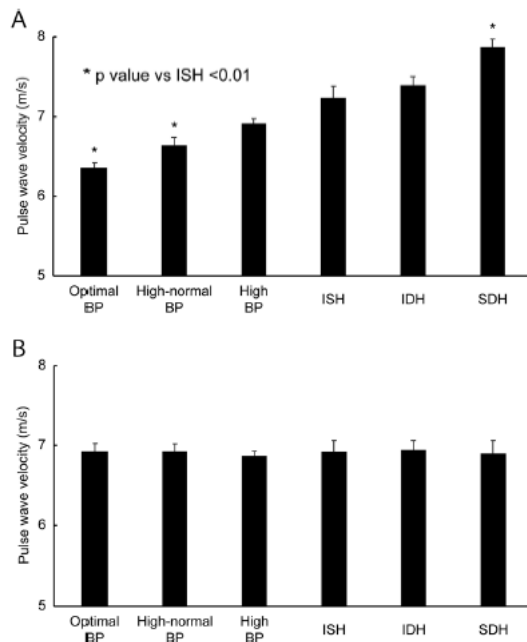 A
8
7
6
5
Pulse wave velocity (m/s)
* p value vs ISH <0.01
*
*
*
Optimal BP
High-normal BP
High BP
ISH
IDH
SDH
B
8
7
6
5
Pulse wave velocity (m/s)
Optimal BP
High-normal BP
High BP
ISH
IDH
SDH